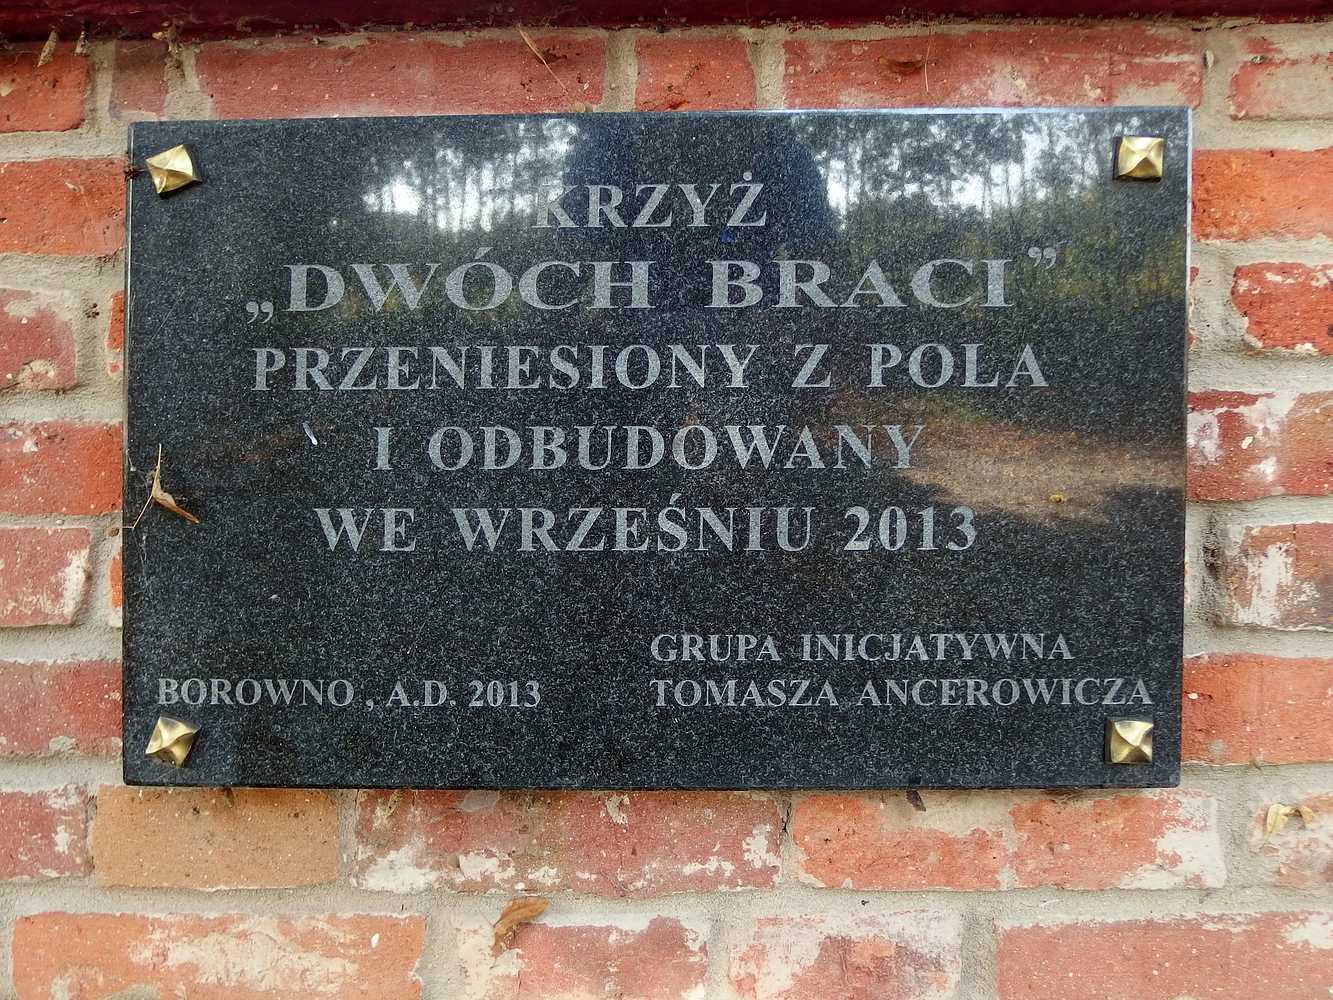 KRZYŻ
„DWÓCH BRACI”
PRZENIESIONY Z POLA
I ODBUDOWANY
WE WRZEŚNIU 2013
GRUPA INICJATYWNA
BOROWNO , A.D. 2013 TOMASZA ANCEROWICZA